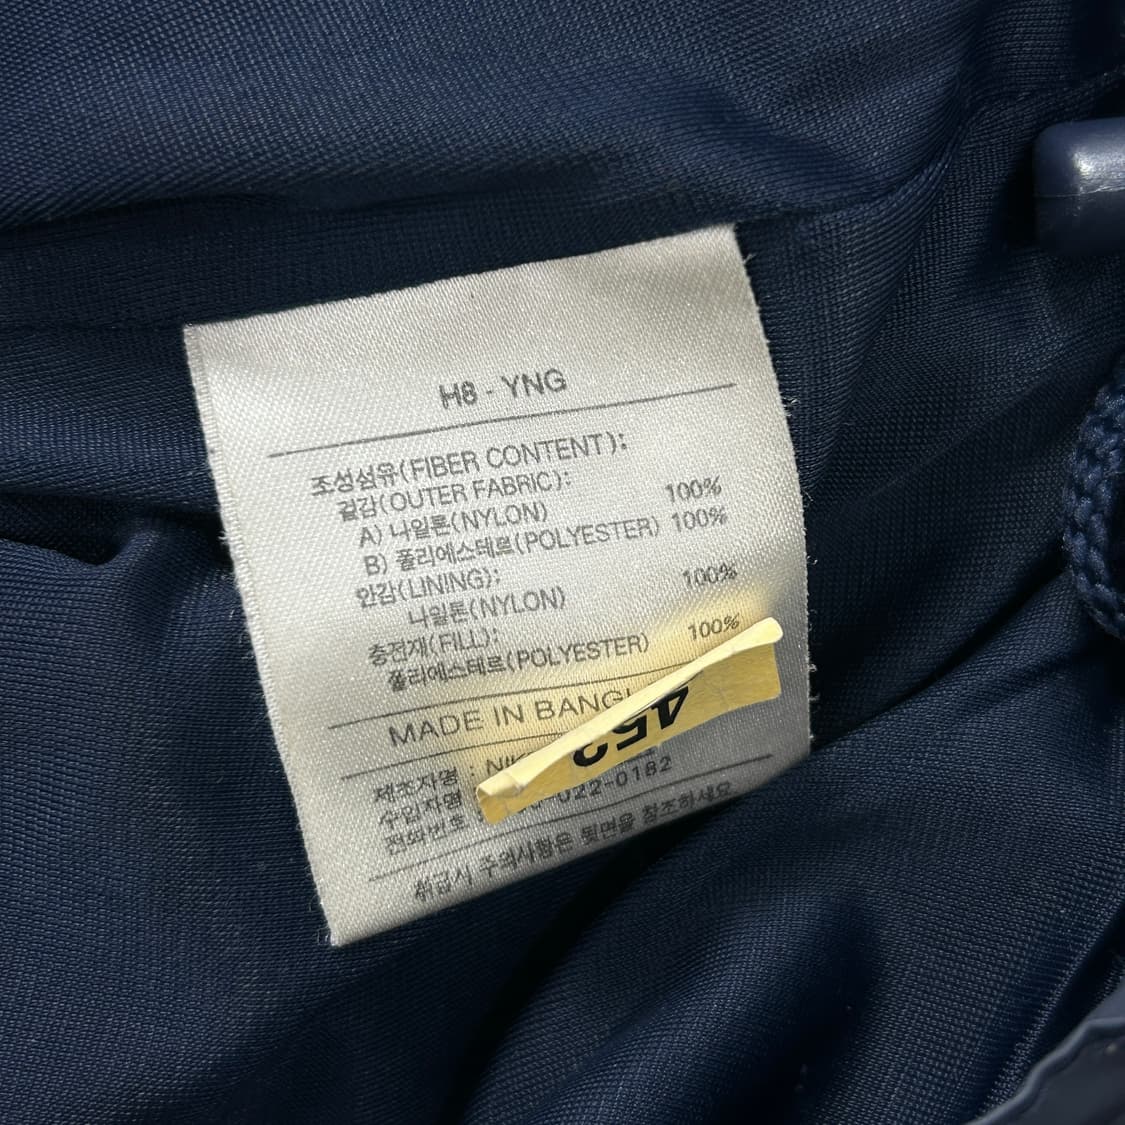 H8 - YNG
조성섬유(FIBER CONTENT):
겉감(OUTER FABRIC):
A) 나일론(NYLON) 100%
B) 폴리에스테르(POLYESTER) 100%
안감(LINING):
나일론(NYLON) 100%
충전재(FILL):
폴리에스테르(POLYESTER) 100%
MADE IN
제조자명 :
수입자명
전화번호 : 022-0182
취급시 주의사항은 뒷면을 참조하세요
452